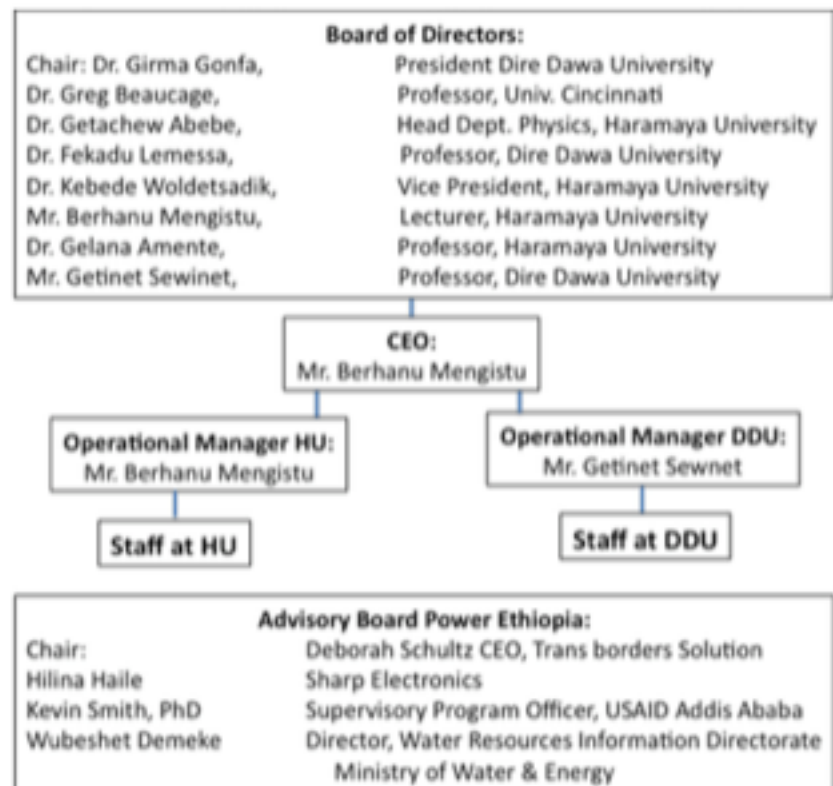 Board of Directors:
Chair: Dr. Girma Gonfa, President Dire Dawa University
Dr. Greg Beaucage, Professor, Univ. Cincinnati
Dr. Getachew Abebe, Head Dept. Physics, Haramaya University
Dr. Fekadu Lemessa, Professor, Dire Dawa University
Dr. Kebede Woldetsadik, Vice President, Haramaya University
Mr. Berhanu Mengistu, Lecturer, Haramaya University
Dr. Gelana Amente, Professor, Haramaya University
Mr. Getinet Sewinet, Professor, Dire Dawa University
CEO:
Mr. Berhanu Mengistu
Operational Manager HU:
Mr. Berhanu Mengistu
Operational Manager DDU:
Mr. Getinet Sewnet
Staff at HU
Staff at DDU
Advisory Board Power Ethiopia:
Chair: Deborah Schultz CEO, Trans borders Solution
Hilina Haile Sharp Electronics
Kevin Smith, PhD Supervisory Program Officer, USAID Addis Ababa
Wubeshet Demeke Director, Water Resources Information Directorate
Ministry of Water & Energy